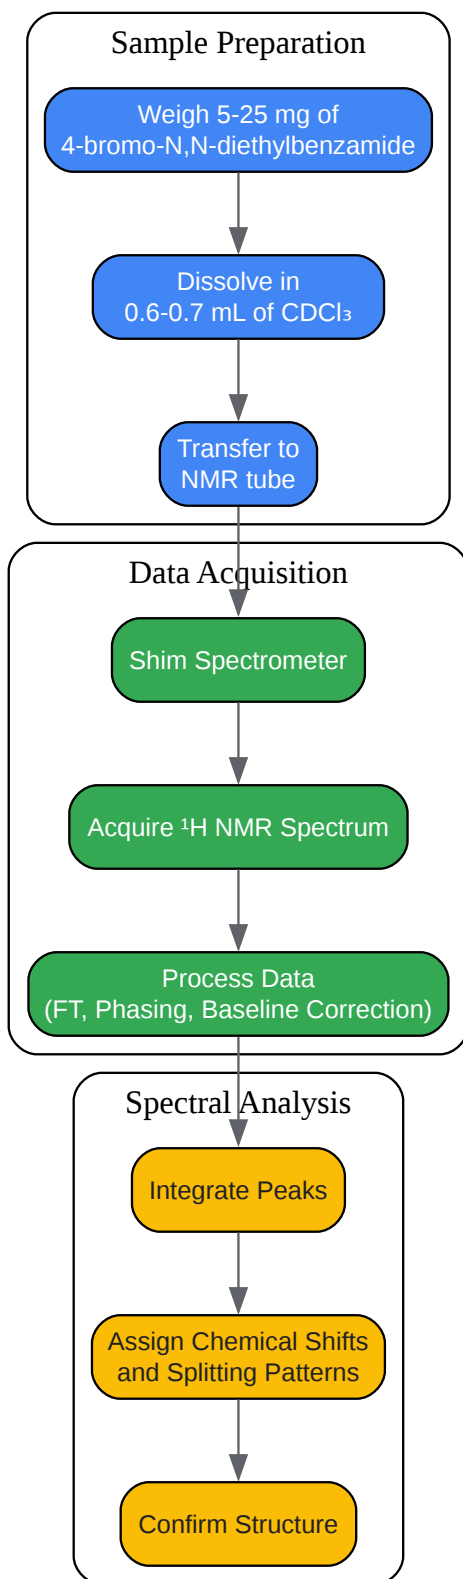 Sample Preparation
Weigh 5-25 mg of
4-bromo-N,N-diethylbenzamide
Dissolve in
0.6-0.7 mL of CDCl₃
Transfer to
NMR tube
Data Acquisition
Shim Spectrometer
Acquire ¹H NMR Spectrum
Process Data
(FT, Phasing, Baseline Correction)
Spectral Analysis
Integrate Peaks
Assign Chemical Shifts
and Splitting Patterns
Confirm Structure